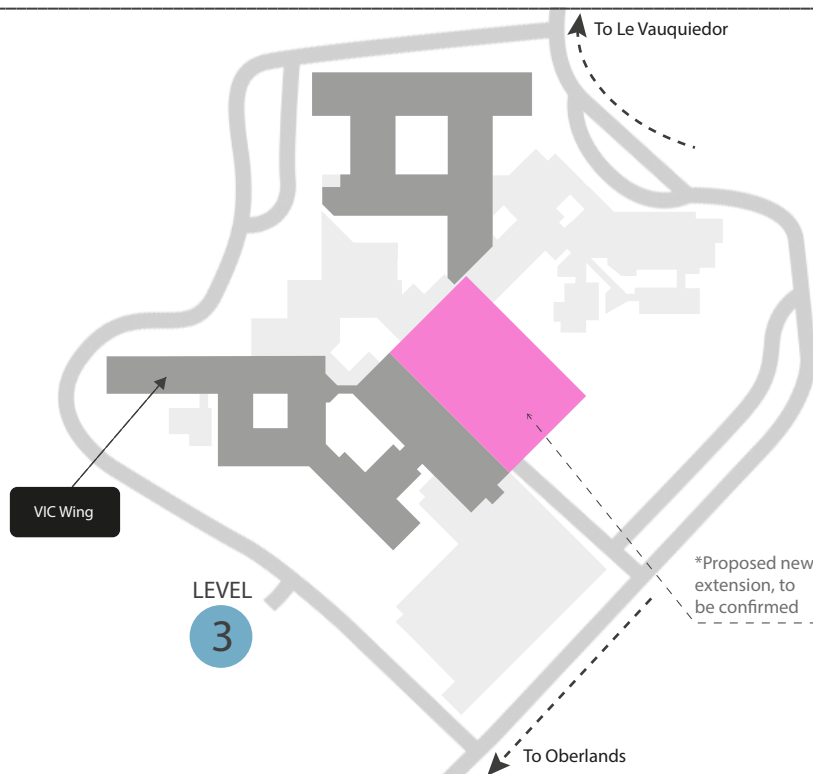 To Le Vauquiedor
VIC Wing
*Proposed new
extension, to
be confirmed
LEVEL
3
To Oberlands